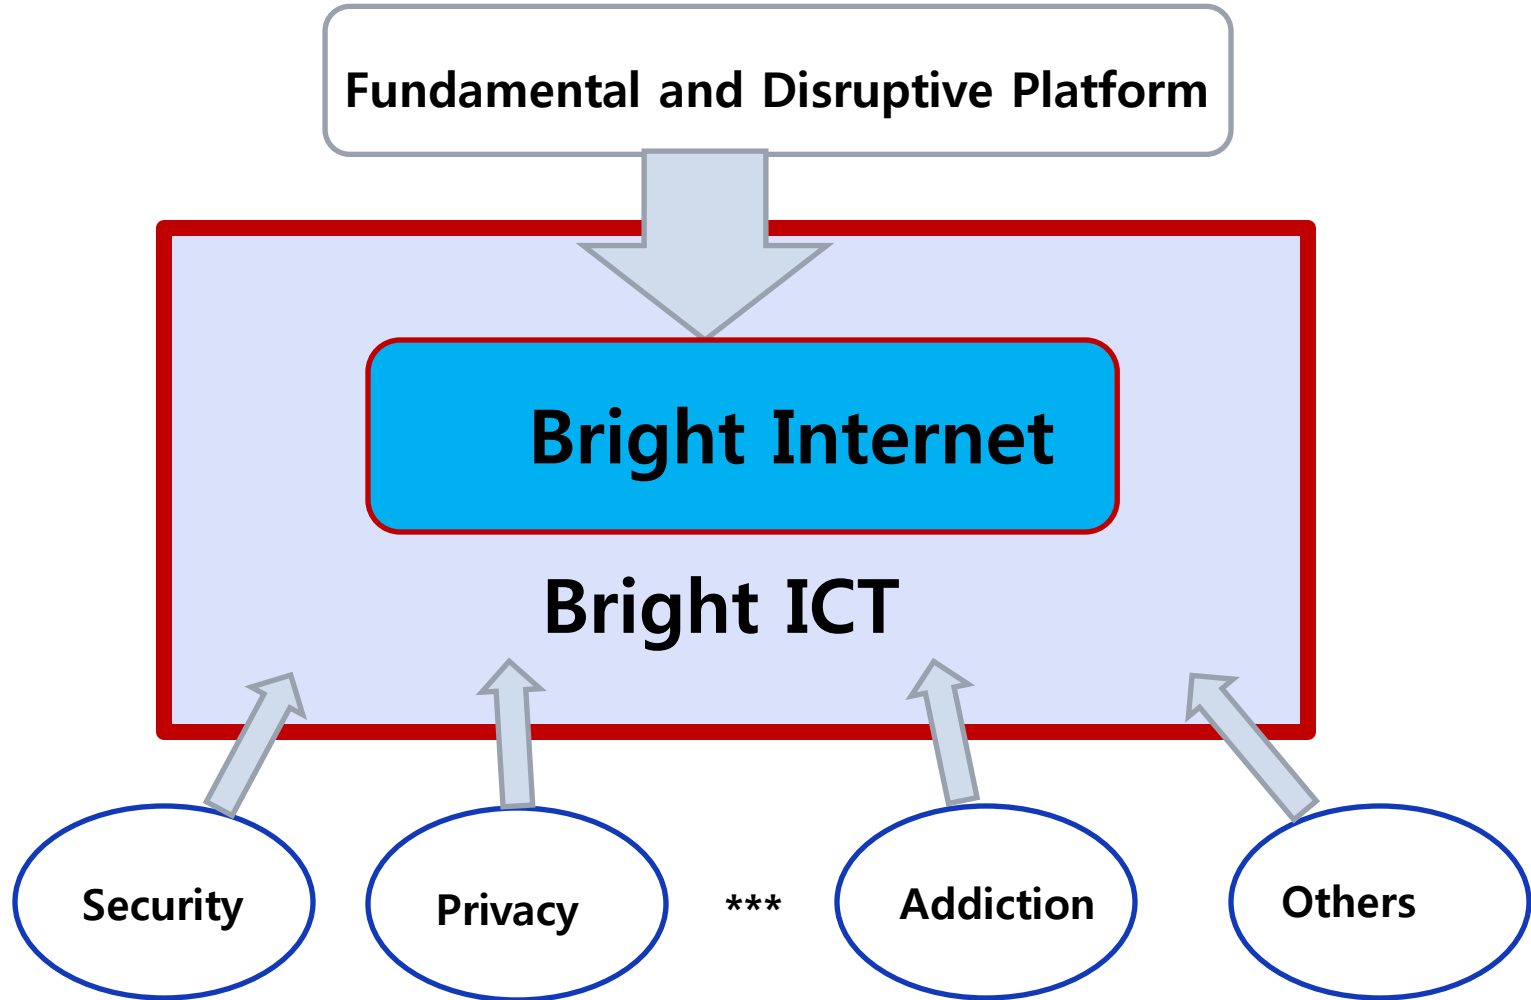 Fundamental and Disruptive Platform
Bright Internet
Bright ICT
Security
Privacy
***
Addiction
Others